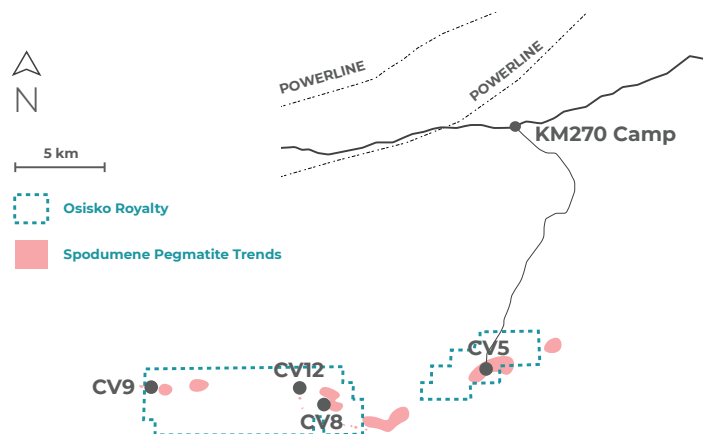 POWERLINE
POWERLINE
N
KM270 Camp
5 km
Osisko Royalty
Spodumene Pegmatite Trends
CV5
CV12
CV9
CV8